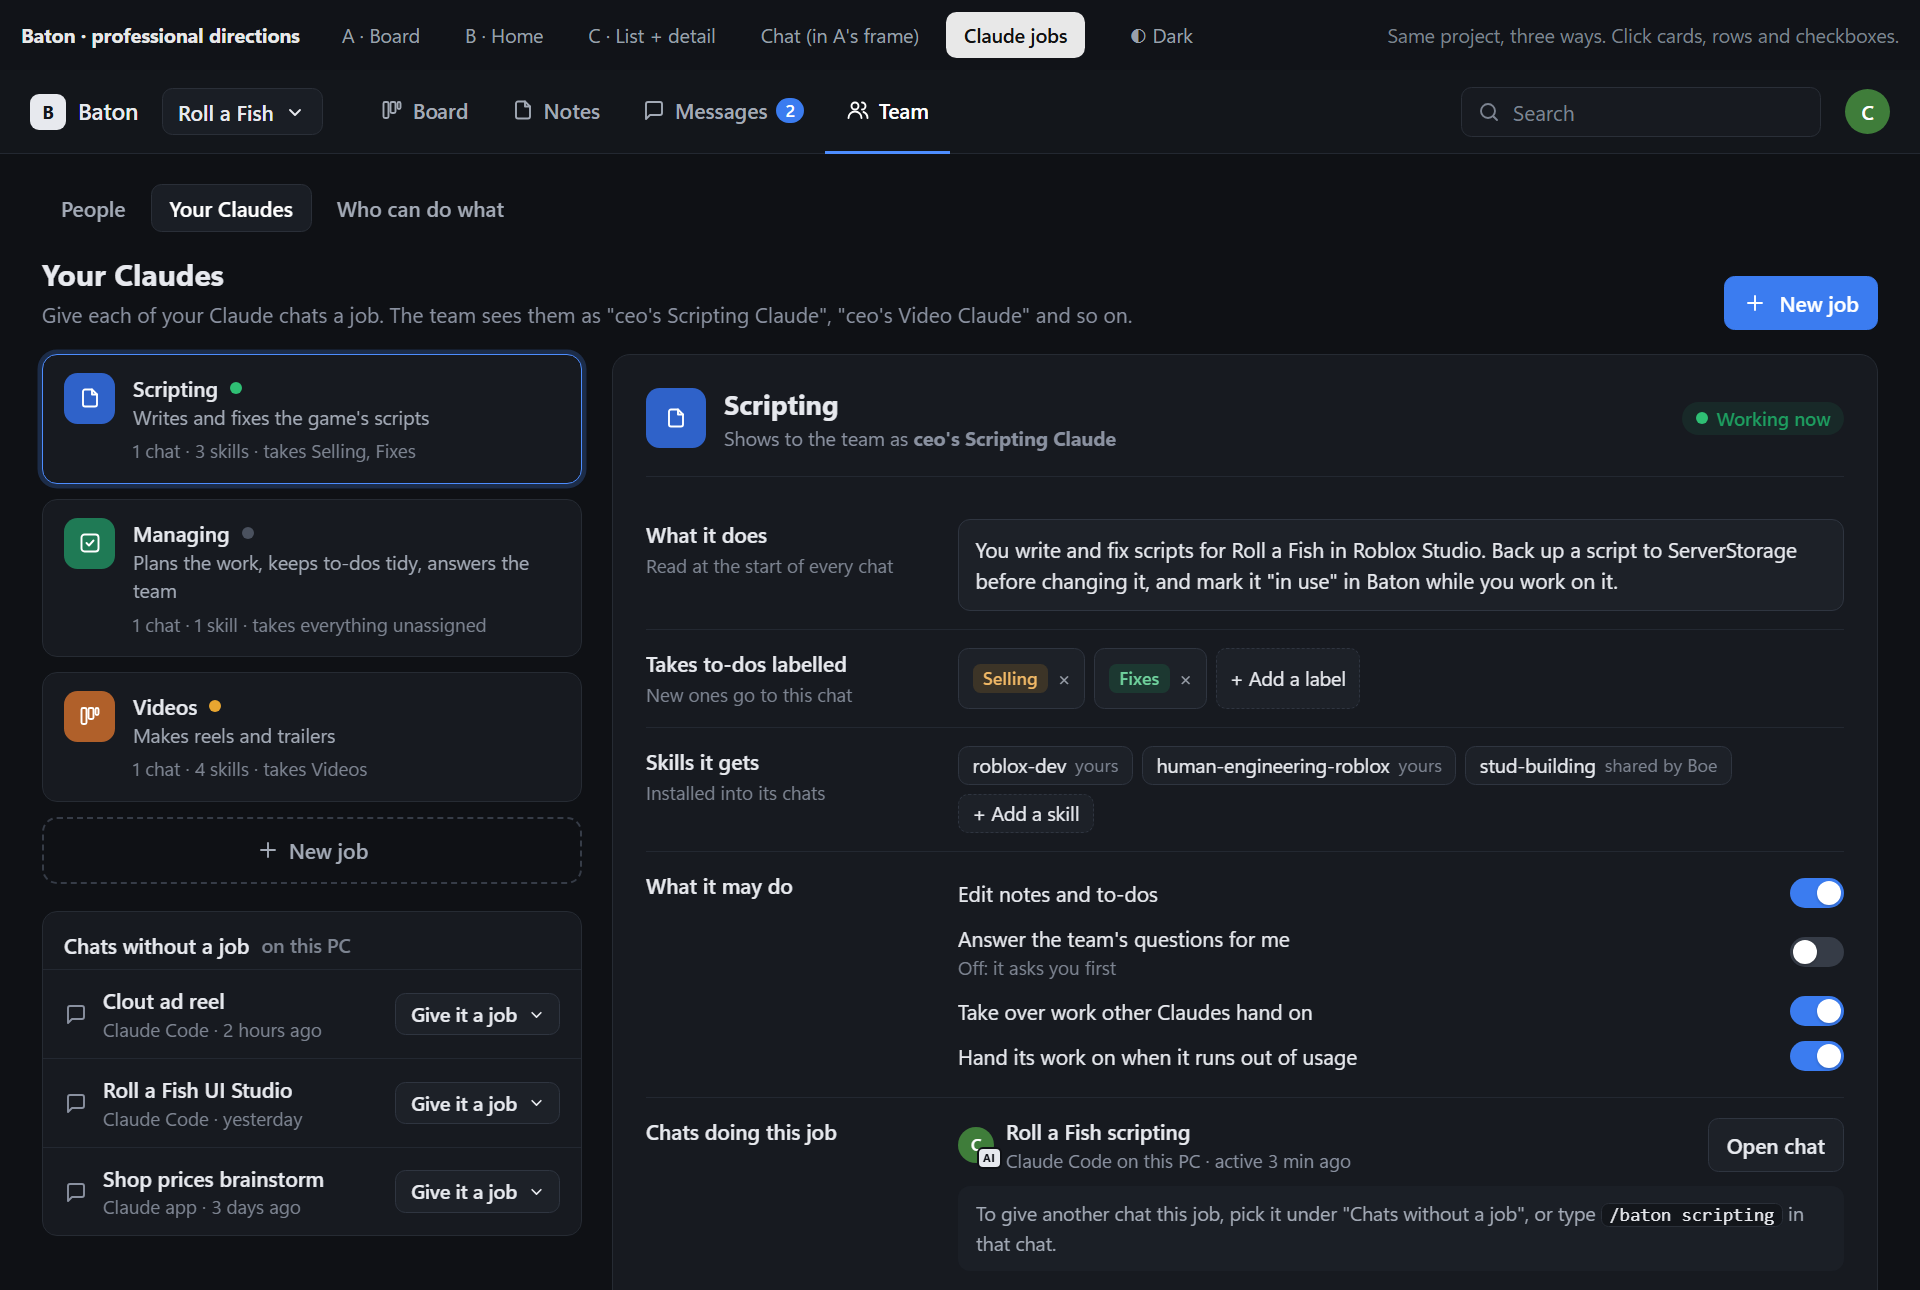 Baton · professional directions
A · Board
B · Home
C · List + detail
Chat (in A's frame)
Claude jobs
Dark
Same project, three ways. Click cards, rows and checkboxes.
B
Baton
Roll a Fish
Board
Notes
Messages 2
Team
Search
C
People
Your Claudes
Who can do what
Your Claudes
Give each of your Claude chats a job. The team sees them as "ceo's Scripting Claude", "ceo's Video Claude" and so on.
+ New job
Scripting
Writes and fixes the game's scripts
1 chat · 3 skills · takes Selling, Fixes
Managing
Plans the work, keeps to-dos tidy, answers the
team
1 chat · 1 skill · takes everything unassigned
Videos
Makes reels and trailers
1 chat · 4 skills · takes Videos
+ New job
Chats without a job on this PC
Clout ad reel
Claude Code · 2 hours ago
Give it a job
Roll a Fish UI Studio
Claude Code · yesterday
Give it a job
Shop prices brainstorm
Claude app · 3 days ago
Give it a job
Scripting
Shows to the team as ceo's Scripting Claude
Working now
What it does
Read at the start of every chat
You write and fix scripts for Roll a Fish in Roblox Studio. Back up a script to ServerStorage
before changing it, and mark it "in use" in Baton while you work on it.
Takes to-dos labelled
New ones go to this chat
Selling ×
Fixes ×
+ Add a label
Skills it gets
Installed into its chats
roblox-dev yours
human-engineering-roblox yours
stud-building shared by Boe
+ Add a skill
What it may do
Edit notes and to-dos
Answer the team's questions for me
Off: it asks you first
Take over work other Claudes hand on
Hand its work on when it runs out of usage
Chats doing this job
C
AI
Roll a Fish scripting
Claude Code on this PC · active 3 min ago
Open chat
To give another chat this job, pick it under "Chats without a job", or type /baton scripting in
that chat.